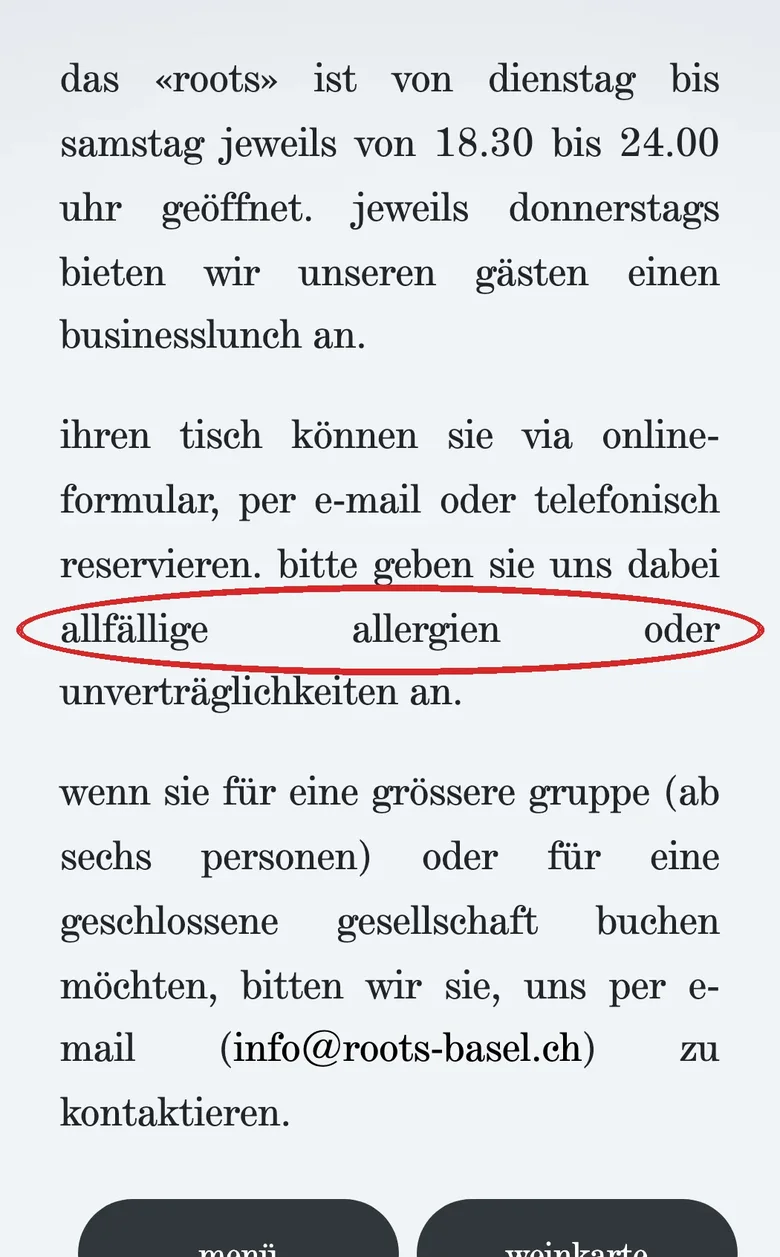 das «roots» ist von dienstag bis
samstag jeweils von 18.30 bis 24.00
uhr geöffnet. jeweils donnerstags
bieten wir unseren gästen einen
businesslunch an.
ihren tisch können sie via online-
formular, per e-mail oder telefonisch
reservieren. bitte geben sie uns dabei
allfällige allergien oder
unverträglichkeiten an.
wenn sie für eine grössere gruppe (ab
sechs personen) oder für eine
geschlossene gesellschaft buchen
möchten, bitten wir sie, uns per e-
mail (info@roots-basel.ch) zu
kontaktieren.
menü weinkarte